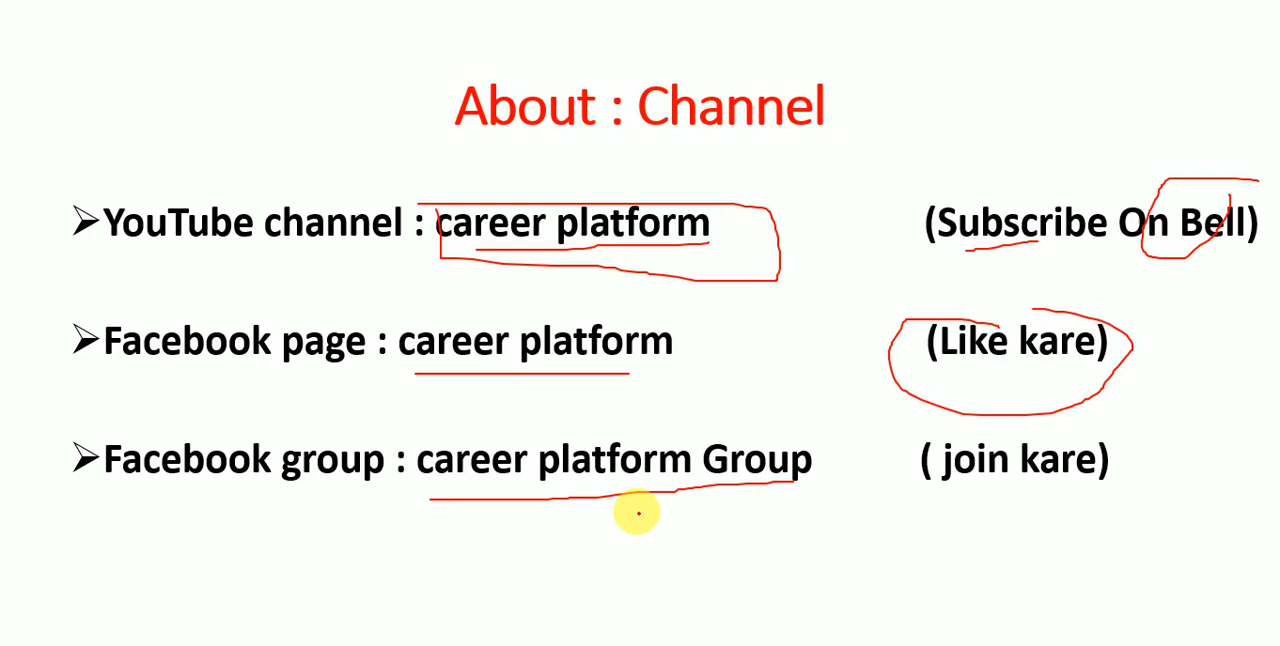 About : Channel
➢YouTube channel : career platform (Subscribe On Bell)
➢Facebook page : career platform (Like kare)
➢Facebook group : career platform Group ( join kare)